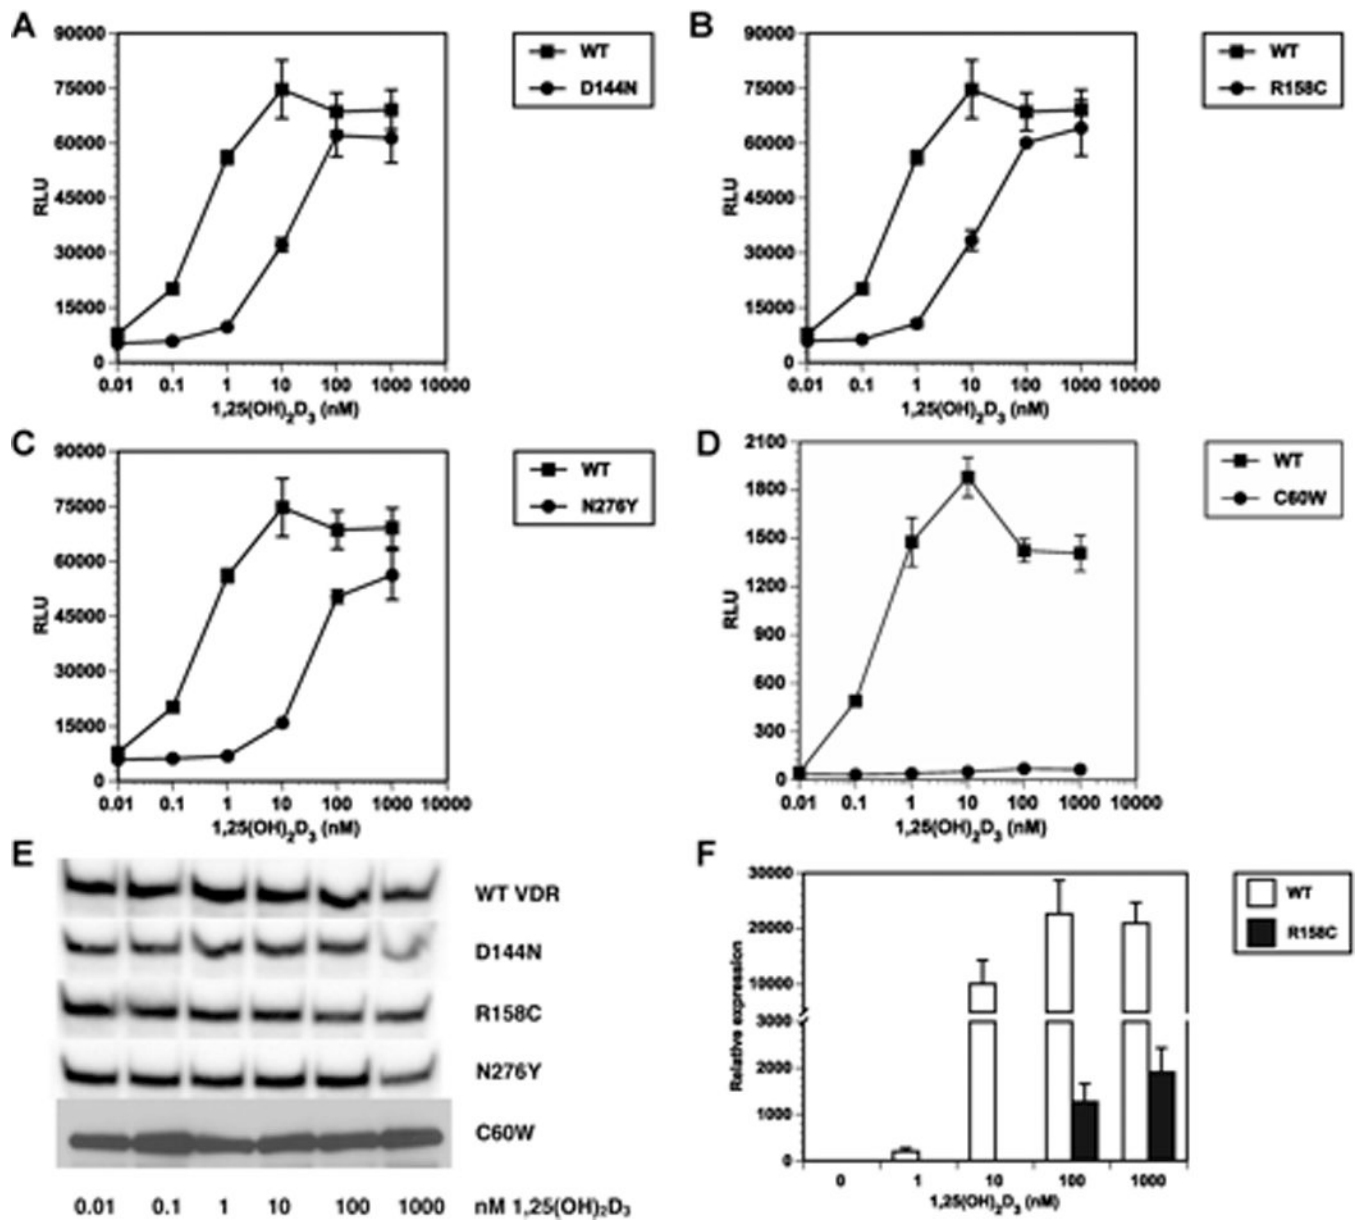 A
90000
75000
60000
45000
30000
15000
0
RLU
0.01 0.1 1 10 100 1000 10000
1,25(OH)2D3 (nM)
WT
D144N
B
90000
75000
60000
45000
30000
15000
0
RLU
0.01 0.1 1 10 100 1000 10000
1,25(OH)2D3 (nM)
WT
R158C
C
90000
75000
60000
45000
30000
15000
0
RLU
0.01 0.1 1 10 100 1000 10000
1,25(OH)2D3 (nM)
WT
N276Y
D
2100
1800
1500
1200
900
600
300
0
RLU
0.01 0.1 1 10 100 1000 10000
1,25(OH)2D3 (nM)
WT
C60W
E
WT VDR
D144N
R158C
N276Y
C60W
0.01 0.1 1 10 100 1000 nM 1,25(OH)2D3
F
30000
20000
10000
3000
2000
1000
0
Relative expression
0 1 10 100 1000
1,25(OH)2D3 (nM)
WT
R158C